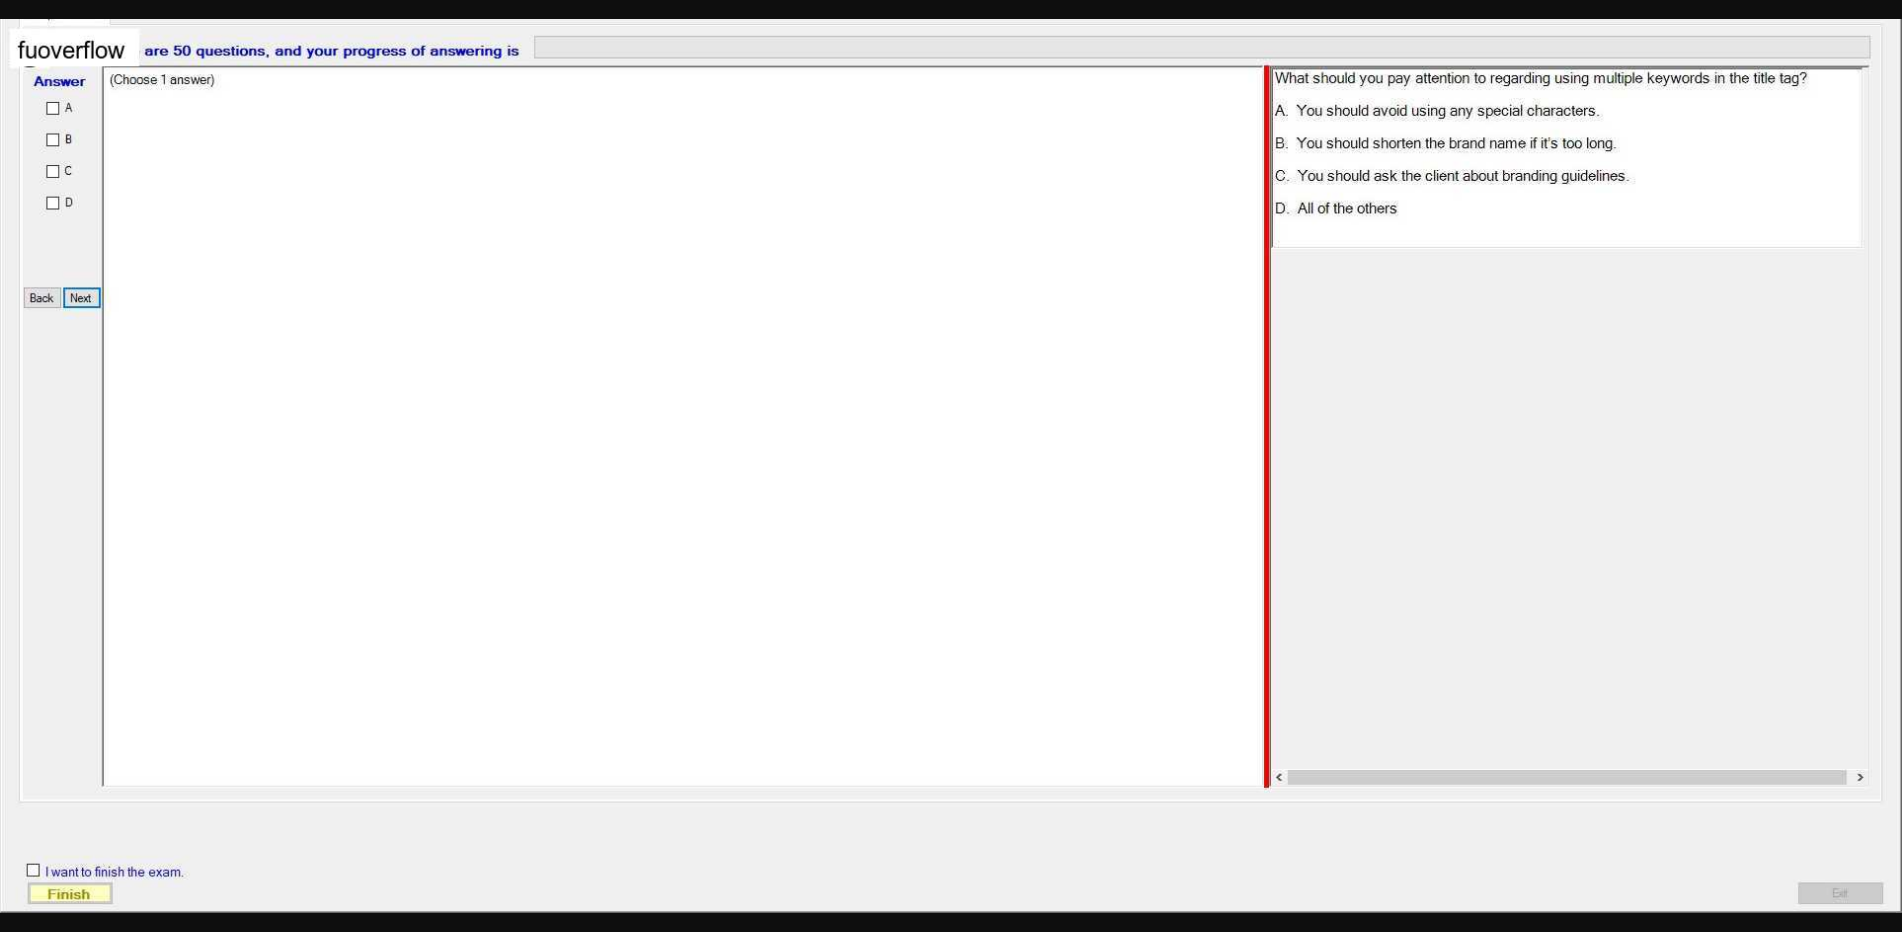 fuoverflow are 50 questions, and your progress of answering is
Answer
(Choose 1 answer)
A
B
C
D
Back Next
What should you pay attention to regarding using multiple keywords in the title tag?
A. You should avoid using any special characters.
B. You should shorten the brand name if it's too long.
C. You should ask the client about branding guidelines.
D. All of the others
I want to finish the exam.
Finish
Exit